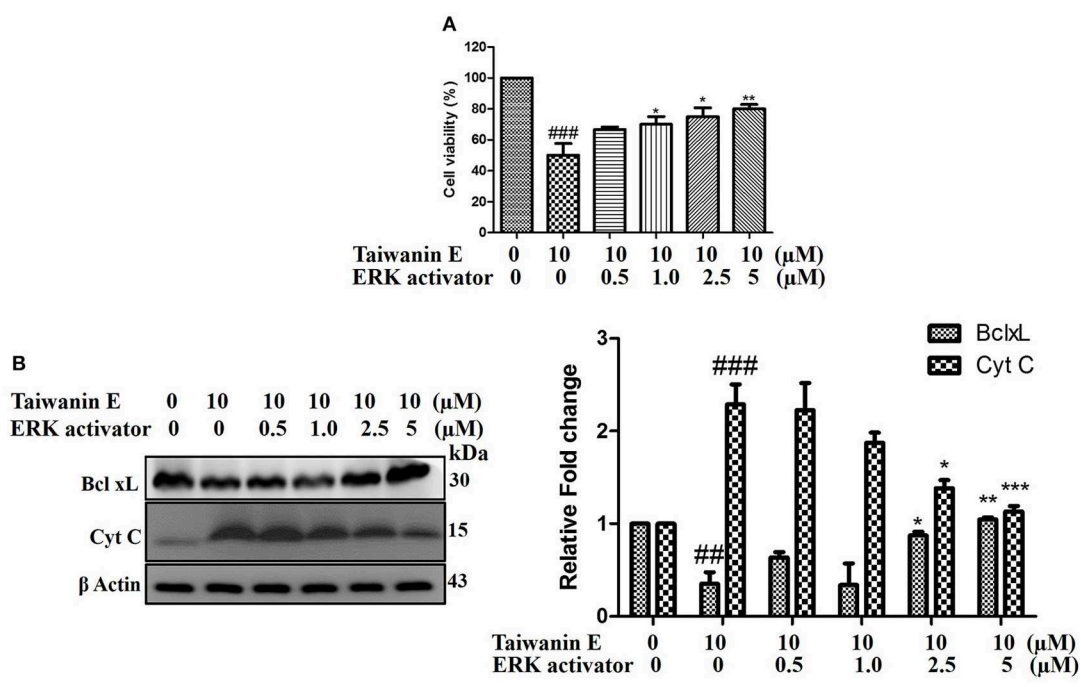 A
120
100
80
60
40
20
0
Cell viability (%)
###
*
*
**
Taiwanin E 0 10 10 10 10 10 (µM)
ERK activator 0 0 0.5 1.0 2.5 5 (µM)
B
Taiwanin E 0 10 10 10 10 10 (µM)
ERK activator 0 0 0.5 1.0 2.5 5 (µM)
kDa
Bcl xL 30
Cyt C 15
β Actin 43
3
2
1
0
Relative Fold change
BclxL
Cyt C
##
###
*
*
**
***
Taiwanin E 0 10 10 10 10 10 (µM)
ERK activator 0 0 0.5 1.0 2.5 5 (µM)